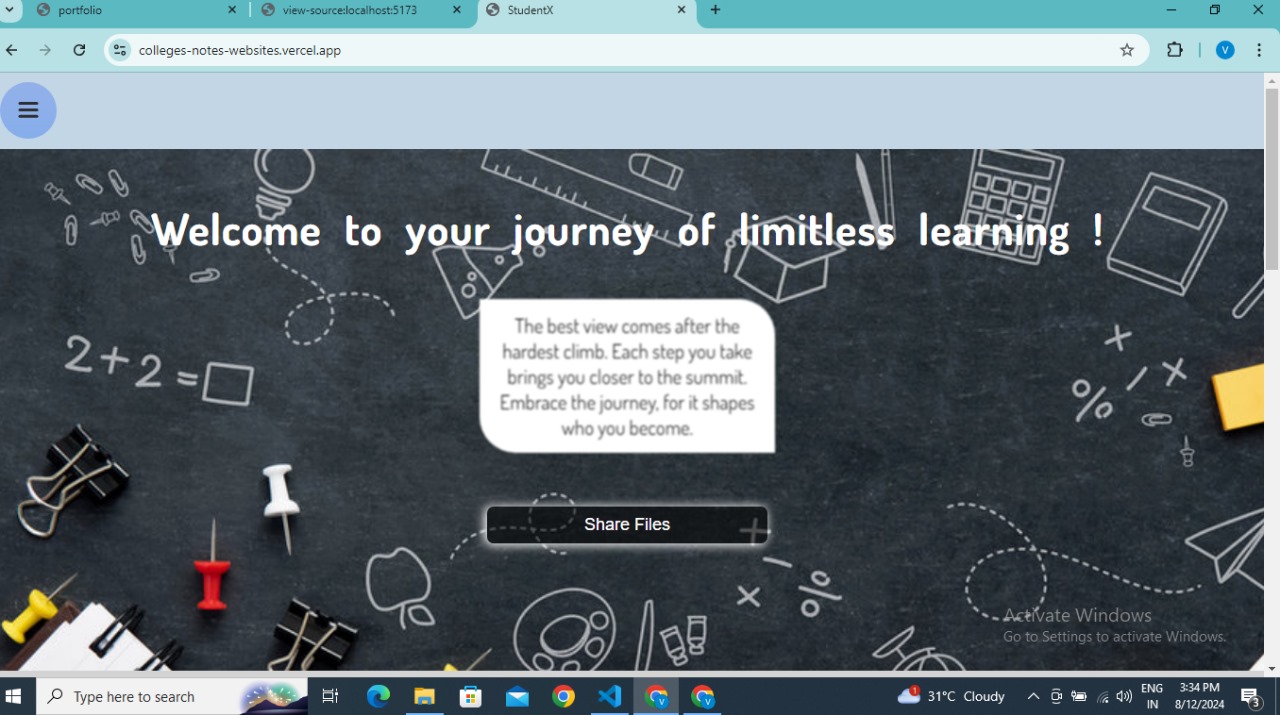 portfolio
view-source:localhost:5173
StudentX
colleges-notes-websites.vercel.app
V
Welcome to your journey of limitless learning !
The best view comes after the
hardest climb. Each step you take
brings you closer to the summit.
Embrace the journey, for it shapes
who you become.
2+2=
%
Share Files
%
Activate Windows
Go to Settings to activate Windows.
Type here to search
31°C Cloudy
ENG
IN
3:34 PM
8/12/2024
3